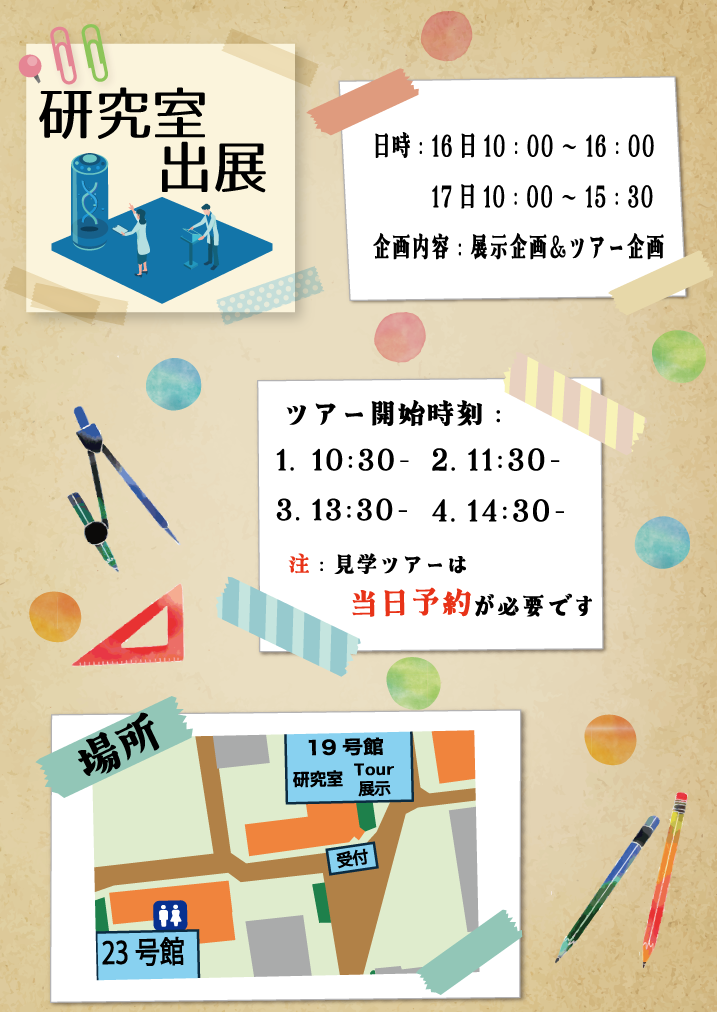 研究室
出展
日時：16日10：00～16：00
17日10：00～15：30
企画内容：展示企画＆ツアー企画
ツアー開始時刻：
1. 10:30-  2. 11:30-
3. 13:30-  4. 14:30-
注：見学ツアーは
当日予約が必要です
場所
19号館
研究室 Tour
展示
受付
23号館